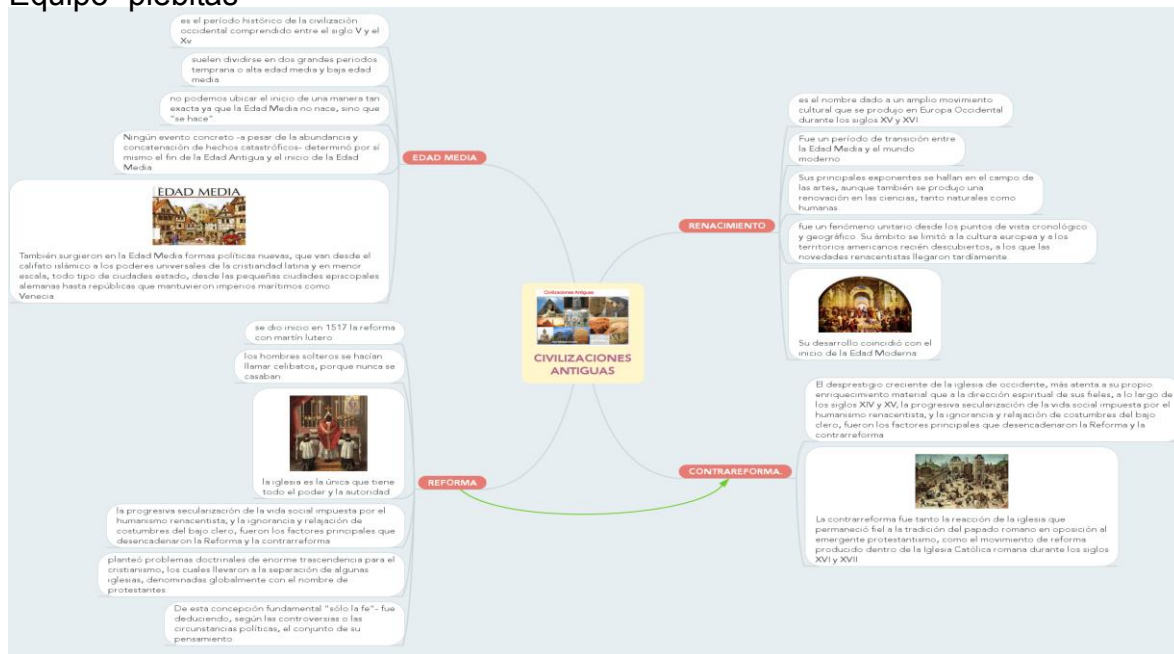 Equipo "plebitas"
es el período histórico de la civilización
occidental comprendido entre el siglo V y el
Xv
suelen dividirse en dos grandes periodos
temprana o alta edad media y baja edad
media
no podemos ubicar el inicio de una manera tan
exacta ya que la Edad Media no nace, sino que
"se hace"
Ningún evento concreto -a pesar de la abundancia y
concatenación de hechos catastróficos- determinó por sí
mismo el fin de la Edad Antigua y el inicio de la Edad
Media
EDAD MEDIA
EDAD MEDIA
También surgieron en la Edad Media formas políticas nuevas, que van desde el
califato islámico a los poderes universales de la cristiandad latina y en menor
escala, todo tipo de ciudades estado, desde las pequeñas ciudades episcopales
alemanas hasta repúblicas que mantuvieron imperios marítimos como
Venecia
se dio inicio en 1517 la reforma
con martín lutero
los hombres solteros se hacían
llamar celibatos, porque nunca se
casaban
la iglesia es la única que tiene
todo el poder y la autoridad
REFORMA
la progresiva secularización de la vida social impuesta por el
humanismo renacentista, y la ignorancia y relajación de
costumbres del bajo clero, fueron los factores principales que
desencadenaron la Reforma y la contrarreforma
planteó problemas doctrinales de enorme trascendencia para el
cristianismo, los cuales llevaron a la separación de algunas
iglesias, denominadas globalmente con el nombre de
protestantes
De esta concepción fundamental "sólo la fe"- fue
deduciendo, según las controversias o las
circunstancias políticas, el conjunto de su
pensamiento
Civilizaciones Antiguas
CIVILIZACIONES
ANTIGUAS
es el nombre dado a un amplio movimiento
cultural que se produjo en Europa Occidental
durante los siglos XV y XVI
Fue un período de transición entre
la Edad Media y el mundo
moderno
Sus principales exponentes se hallan en el campo de
las artes, aunque también se produjo una
renovación en las ciencias, tanto naturales como
humanas
RENACIMIENTO
fue un fenómeno unitario desde los puntos de vista cronológico
y geográfico. Su ámbito se limitó a la cultura europea y a los
territorios americanos recién descubiertos, a los que las
novedades renacentistas llegaron tardíamente
Su desarrollo coincidió con el
inicio de la Edad Moderna
El desprestigio creciente de la iglesia de occidente, más atenta a su propio
enriquecimiento material que a la dirección espiritual de sus fieles, a lo largo de
los siglos XIV y XV, la progresiva secularización de la vida social impuesta por el
humanismo renacentista, y la ignorancia y relajación de costumbres del bajo
clero, fueron los factores principales que desencadenaron la Reforma y la
contrarreforma
CONTRAREFORMA.
La contrarreforma fue tanto la reacción de la iglesia que
permaneció fiel a la tradición del papado romano en oposición al
emergente protestantismo, como el movimiento de reforma
producido dentro de la Iglesia Católica romana durante los siglos
XVI y XVII